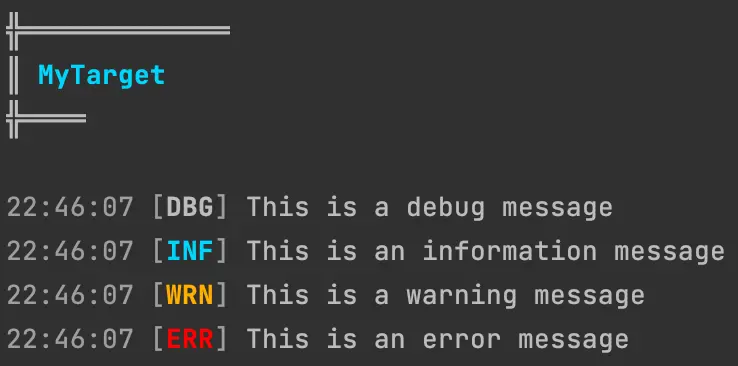 ╬═════════════
║ MyTarget
╬════
22:46:07 [DBG] This is a debug message
22:46:07 [INF] This is an information message
22:46:07 [WRN] This is a warning message
22:46:07 [ERR] This is an error message